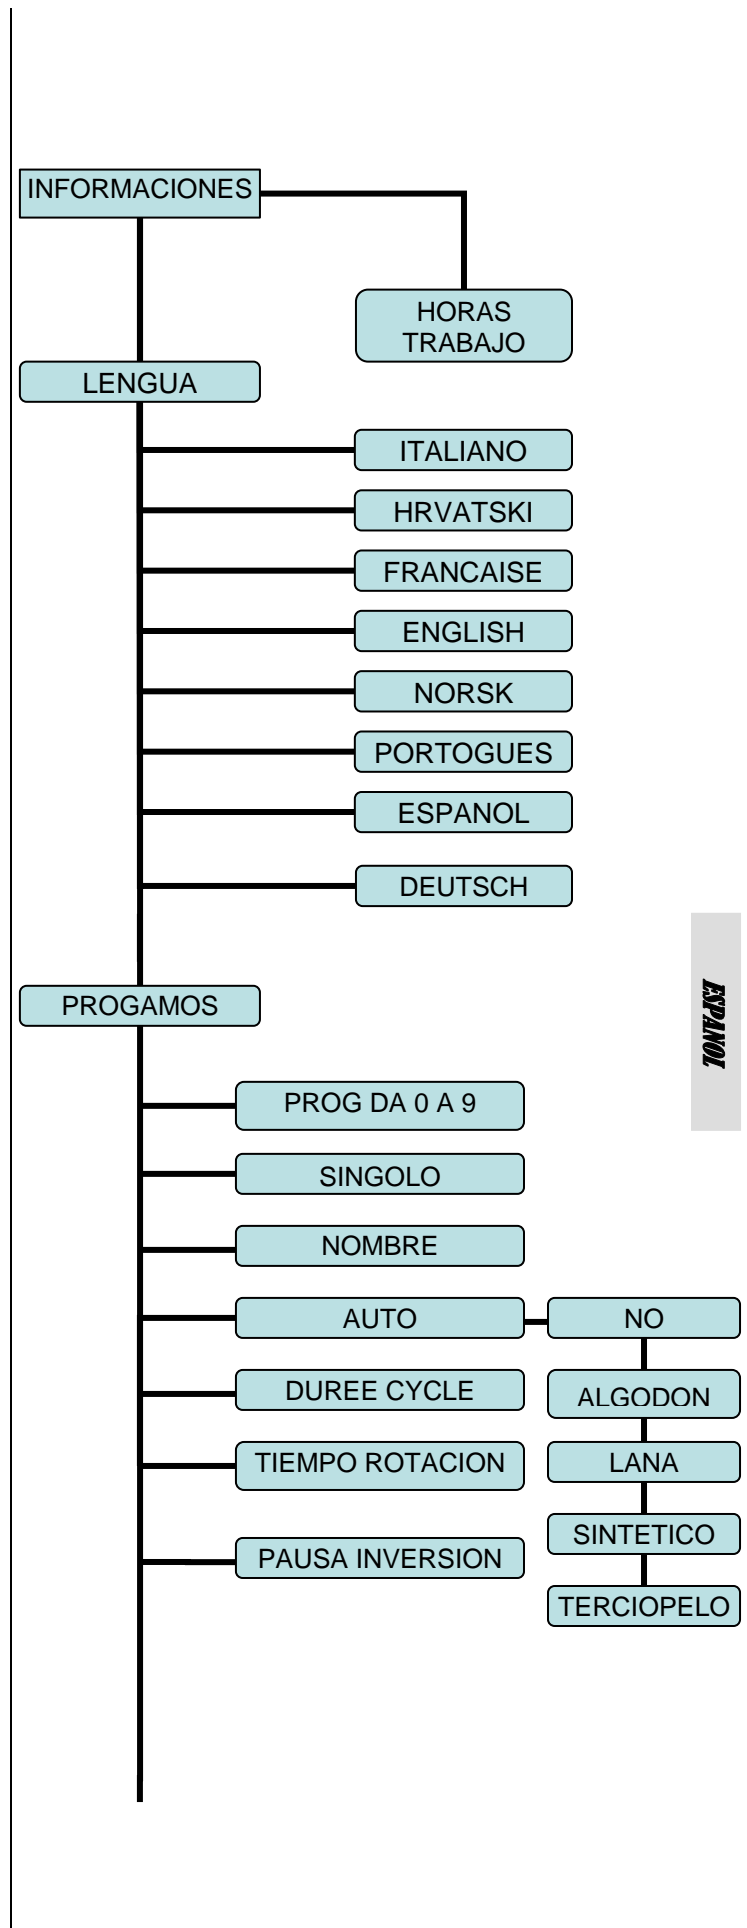 INFORMACIONES
HORAS
TRABAJO
LENGUA
ITALIANO
HRVATSKI
FRANCAISE
ENGLISH
NORSK
PORTOGUES
ESPANOL
DEUTSCH
ESPANOL
PROGAMOS
PROG DA 0 A 9
SINGOLO
NOMBRE
AUTO
NO
DUREE CYCLE
ALGODON
TIEMPO ROTACION
LANA
SINTETICO
PAUSA INVERSION
TERCIOPELO